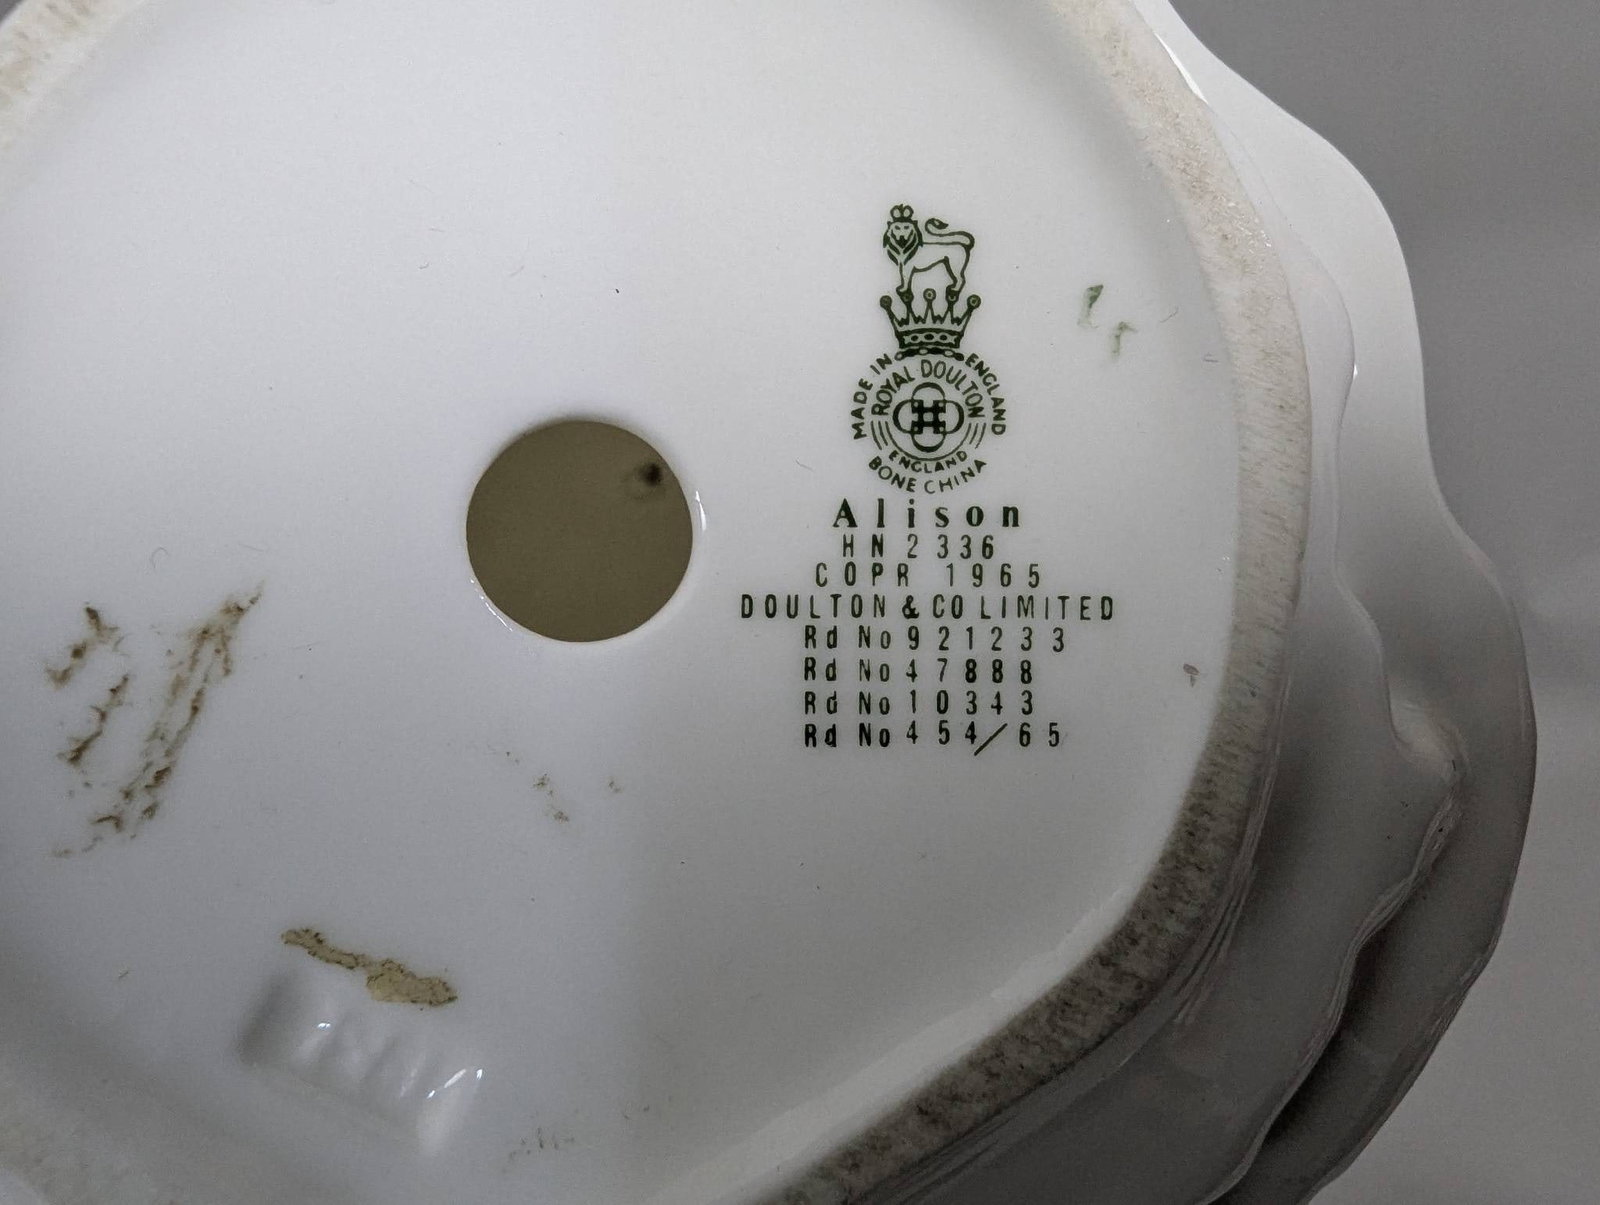 MADE IN ENGLAND
ROYAL DOULTON
ENGLAND
BONE CHINA
Alison
HN 2336
COPR 1965
DOULTON & CO LIMITED
Rd No 921233
Rd No 47888
Rd No 10343
Rd No 454/65